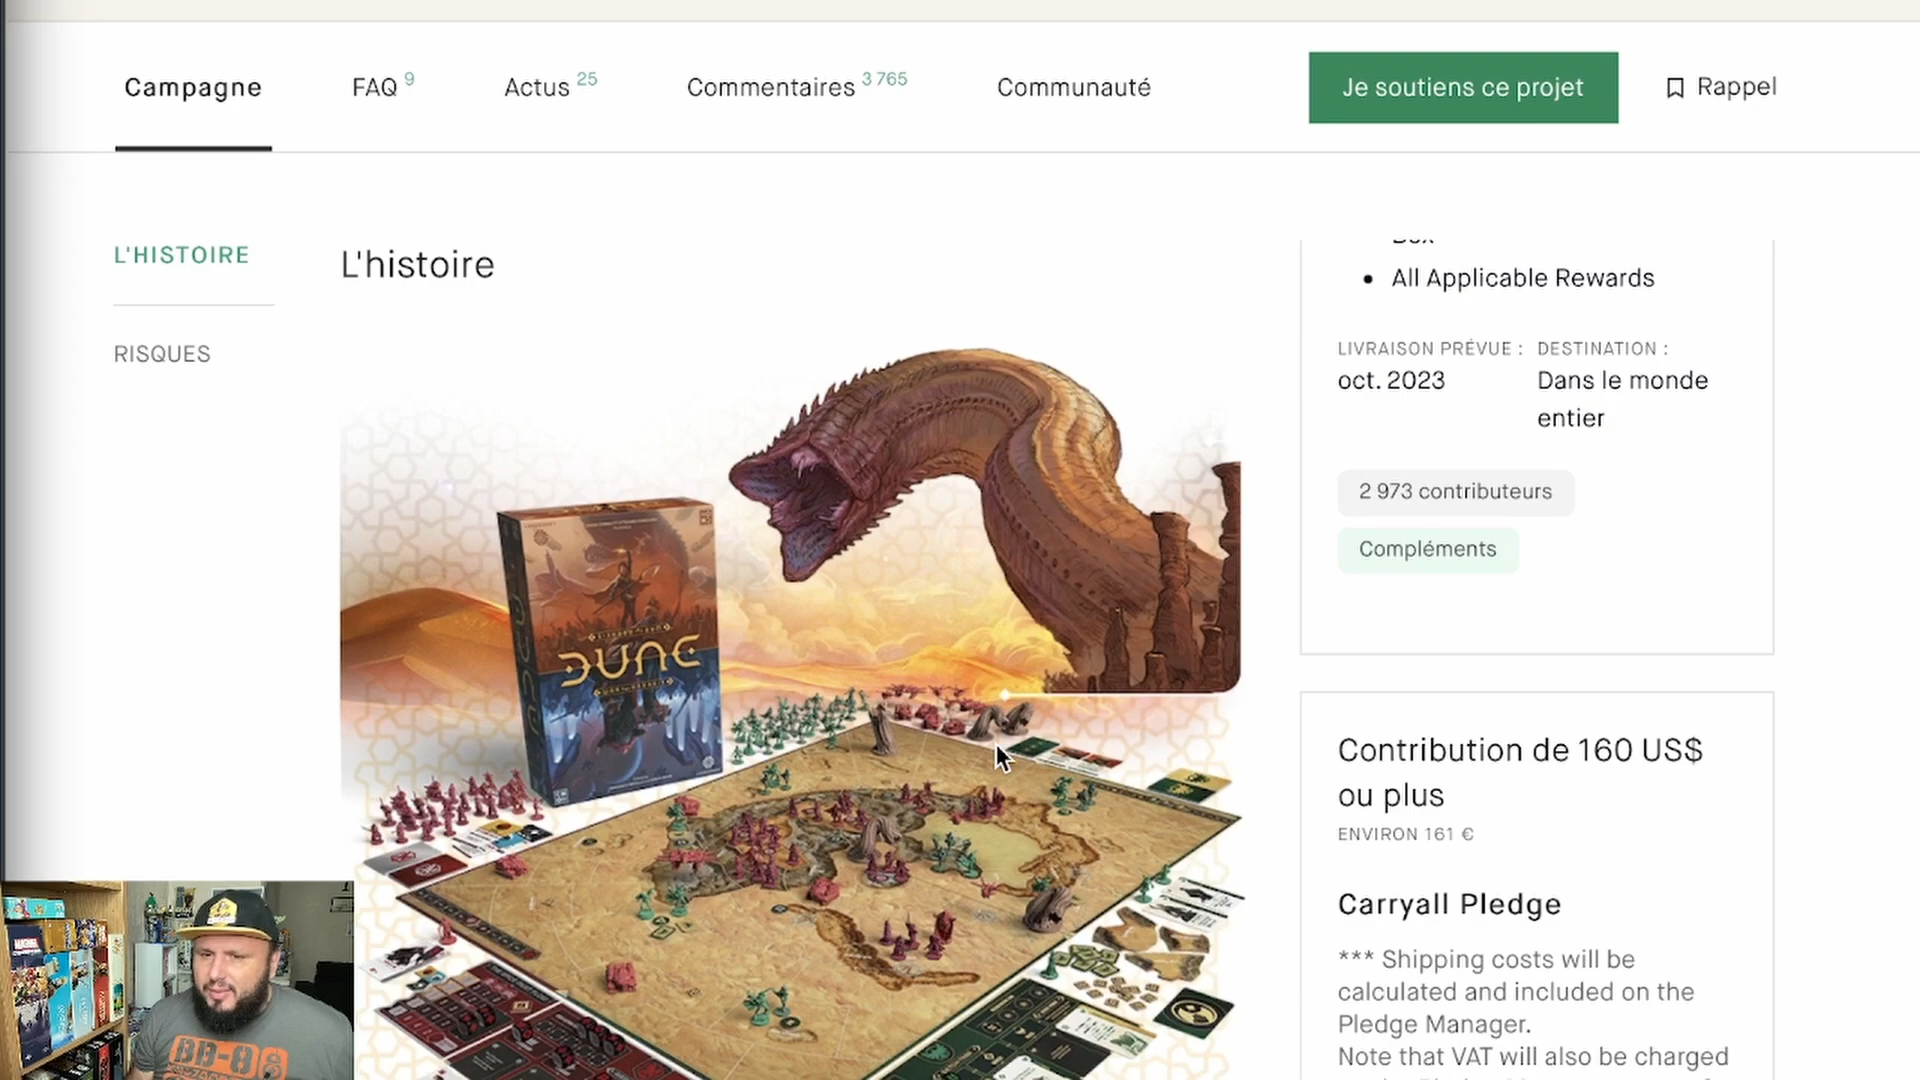 Campagne
FAQ 9
Actus 25
Commentaires 3 765
Communauté
Je soutiens ce projet
Rappel
L'HISTOIRE
RISQUES
L'histoire
All Applicable Rewards
LIVRAISON PRÉVUE :
oct. 2023
DESTINATION :
Dans le monde
entier
2 973 contributeurs
Compléments
DUNE
Contribution de 160 US$
ou plus
ENVIRON 161 €
Carryall Pledge
*** Shipping costs will be
calculated and included on the
Pledge Manager.
Note that VAT will also be charged
MARVEL
BB-8